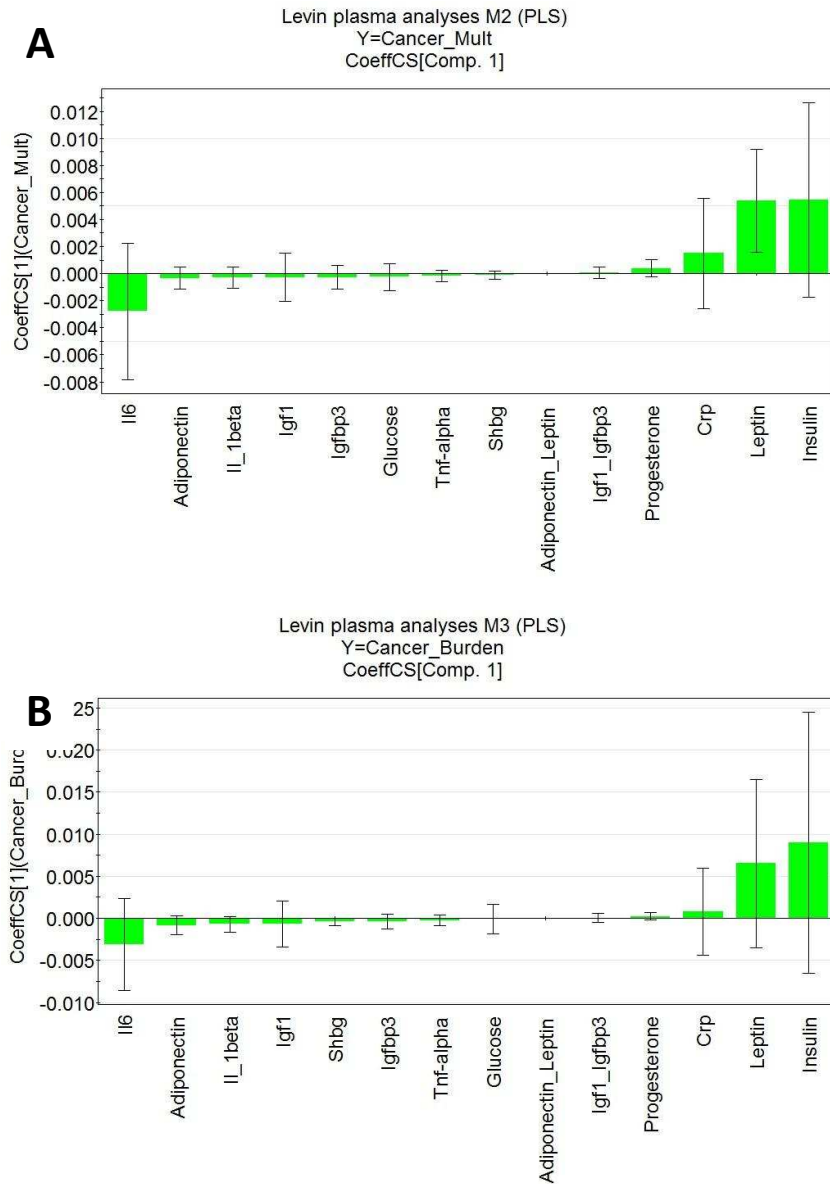 A
Levin plasma analyses M2 (PLS)
Y=Cancer_Mult
CoeffCS[Comp. 1]
CoeffCS[1](Cancer_Mult)
0.012
0.010
0.008
0.006
0.004
0.002
0.000
-0.002
-0.004
-0.006
-0.008
Il6
Adiponectin
Il_1beta
Igf1
Igfbp3
Glucose
Tnf-alpha
Shbg
Adiponectin_Leptin
Igf1_Igfbp3
Progesterone
Crp
Leptin
Insulin
B
Levin plasma analyses M3 (PLS)
Y=Cancer_Burden
CoeffCS[Comp. 1]
25
0.020
0.015
0.010
0.005
0.000
-0.005
-0.010
Il6
Adiponectin
Il_1beta
Igf1
Shbg
Igfbp3
Tnf-alpha
Glucose
Adiponectin_Leptin
Igf1_Igfbp3
Progesterone
Crp
Leptin
Insulin